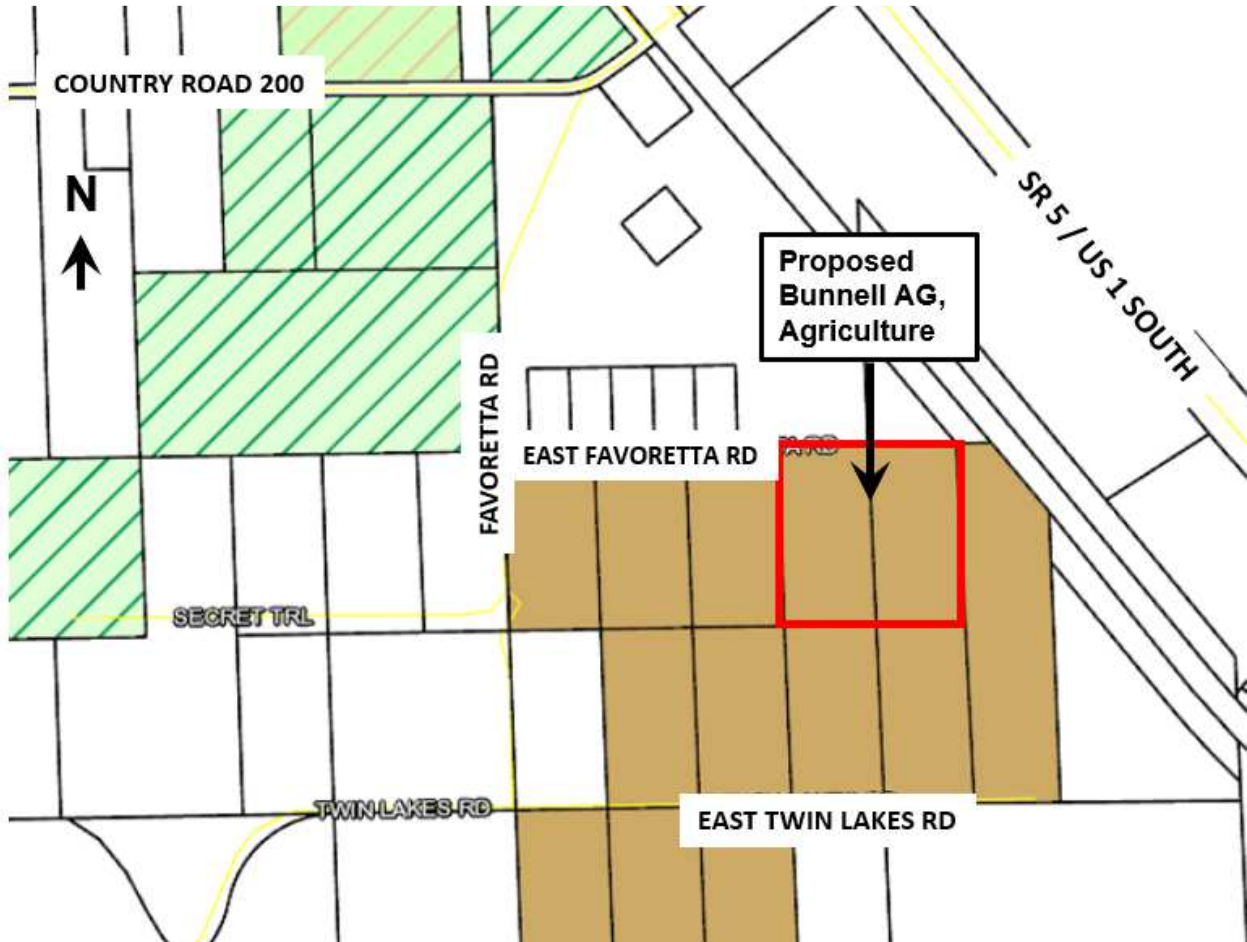 COUNTRY ROAD 200
N
SR 5 / US 1 SOUTH
Proposed
Bunnell AG,
Agriculture
FAVORETTA RD
EAST FAVORETTA RD
RD
SECRET TRL
TWIN LAKES RD
EAST TWIN LAKES RD